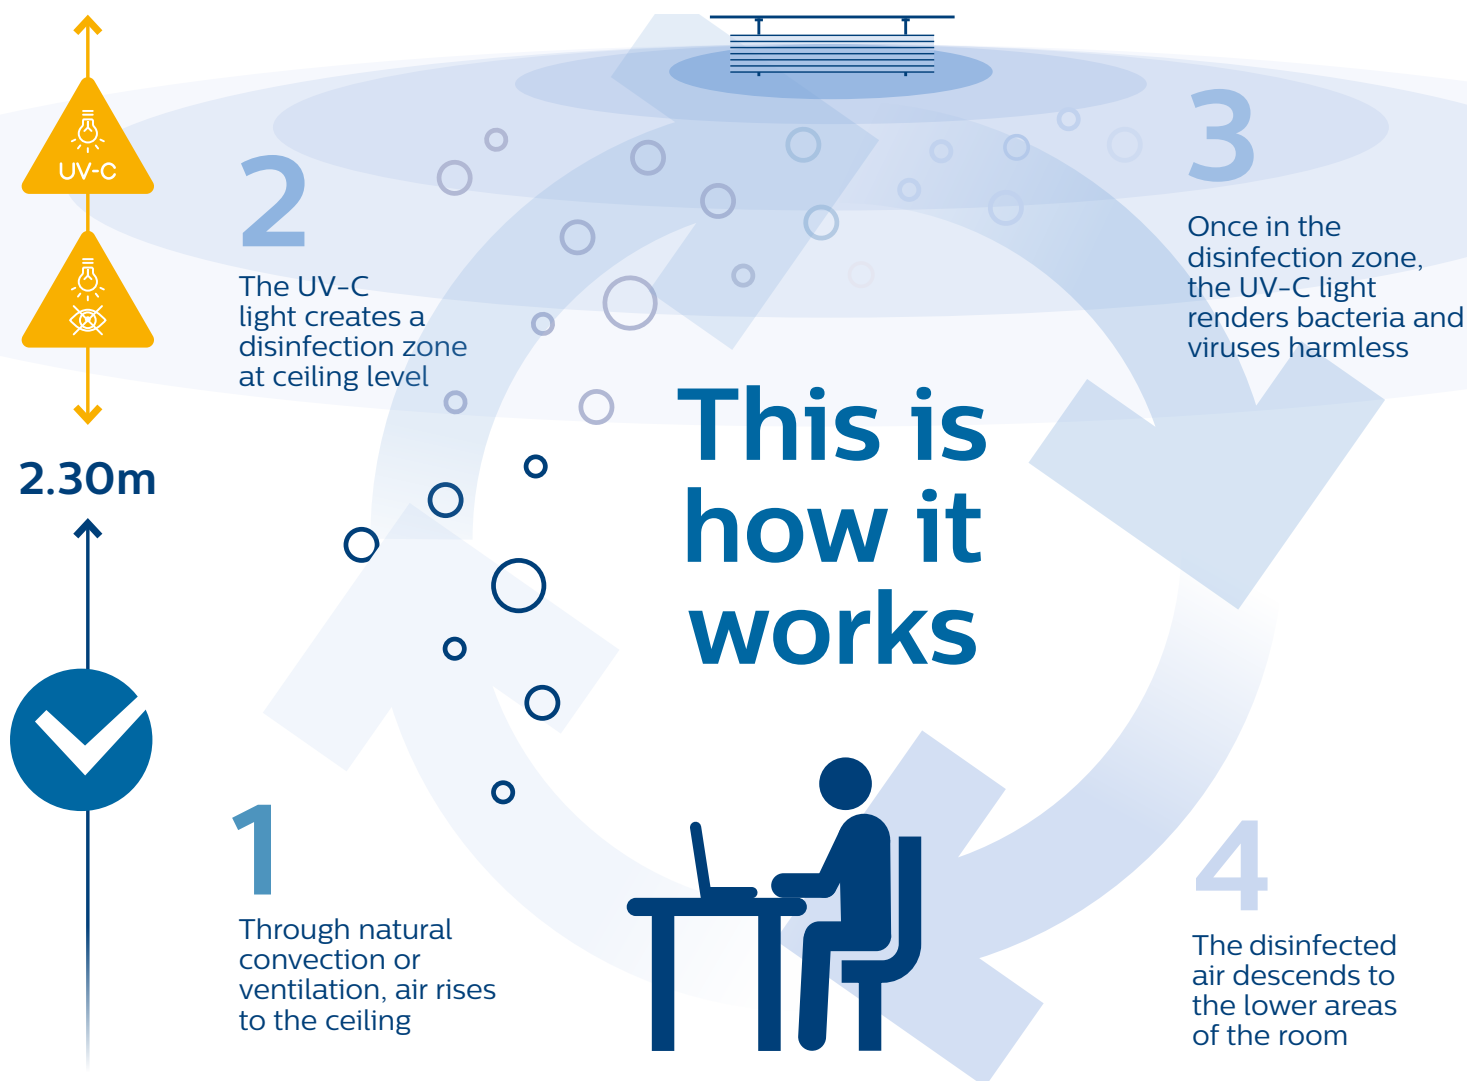 UV-C
2.30m
1
Through natural
convection or
ventilation, air rises
to the ceiling
2
The UV-C
light creates a
disinfection zone
at ceiling level
3
Once in the
disinfection zone,
the UV-C light
renders bacteria and
viruses harmless
4
The disinfected
air descends to
the lower areas
of the room
This is
how it
works